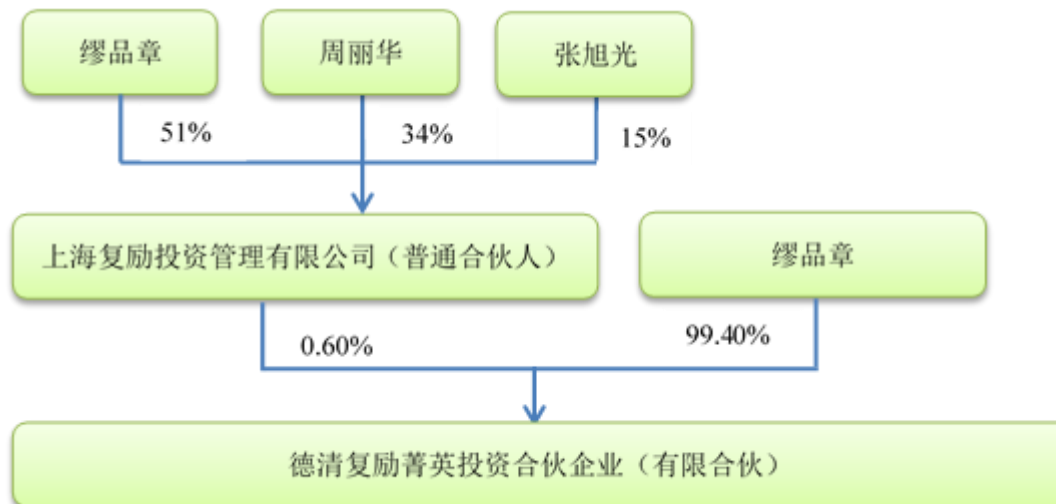 缪品章
周丽华
张旭光
51%
34%
15%
上海复励投资管理有限公司（普通合伙人）
缪品章
0.60%
99.40%
德清复励菁英投资合伙企业（有限合伙）